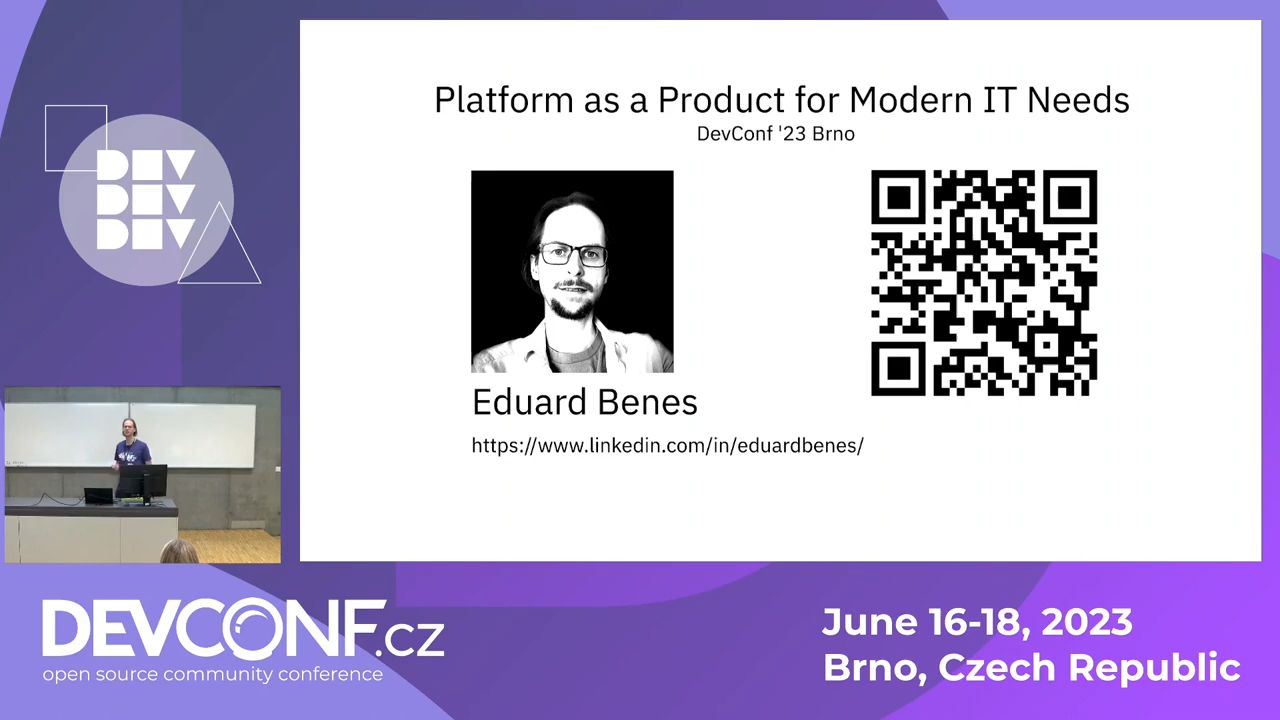 DEV
DEV
DEV
Platform as a Product for Modern IT Needs
DevConf '23 Brno
Eduard Benes
https://www.linkedin.com/in/eduardbenes/
DEVCONF.cz
open source community conference
June 16-18, 2023
Brno, Czech Republic